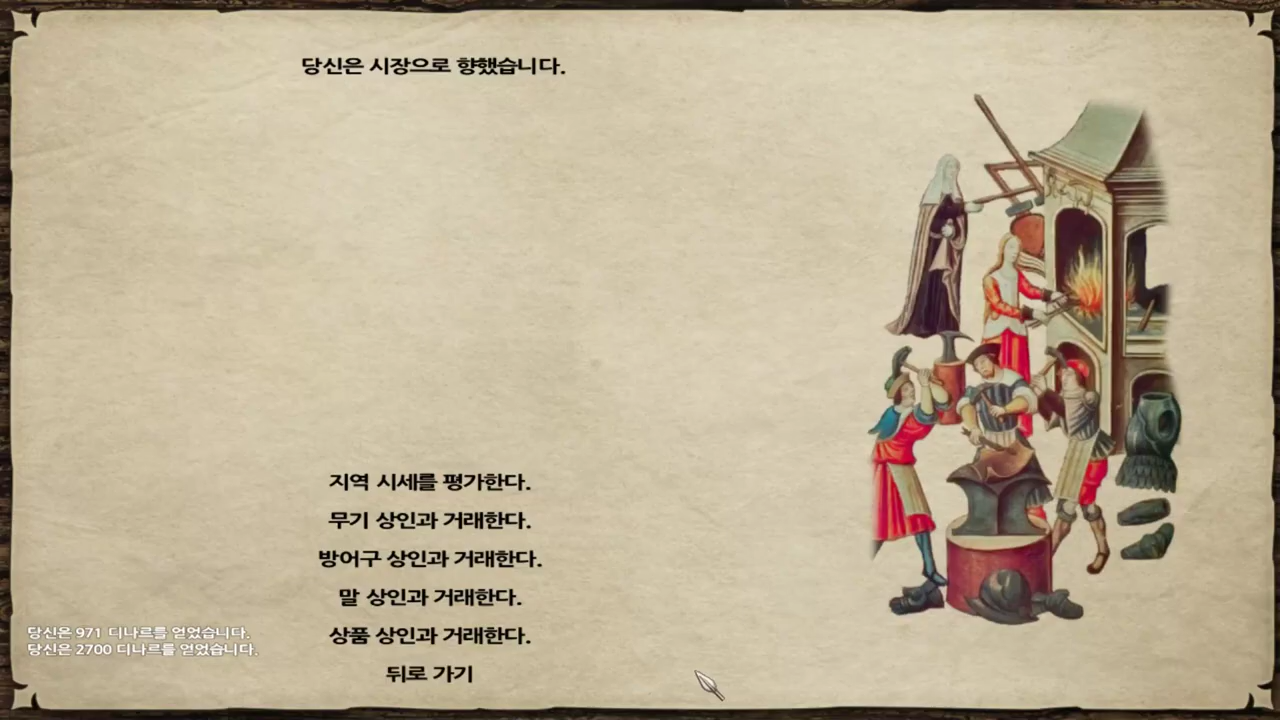 당신은 시장으로 향했습니다.
지역 시세를 평가한다.
무기 상인과 거래한다.
방어구 상인과 거래한다.
말 상인과 거래한다.
상품 상인과 거래한다.
뒤로 가기
당신은 971 디나르를 얻었습니다.
당신은 2700 디나르를 얻었습니다.